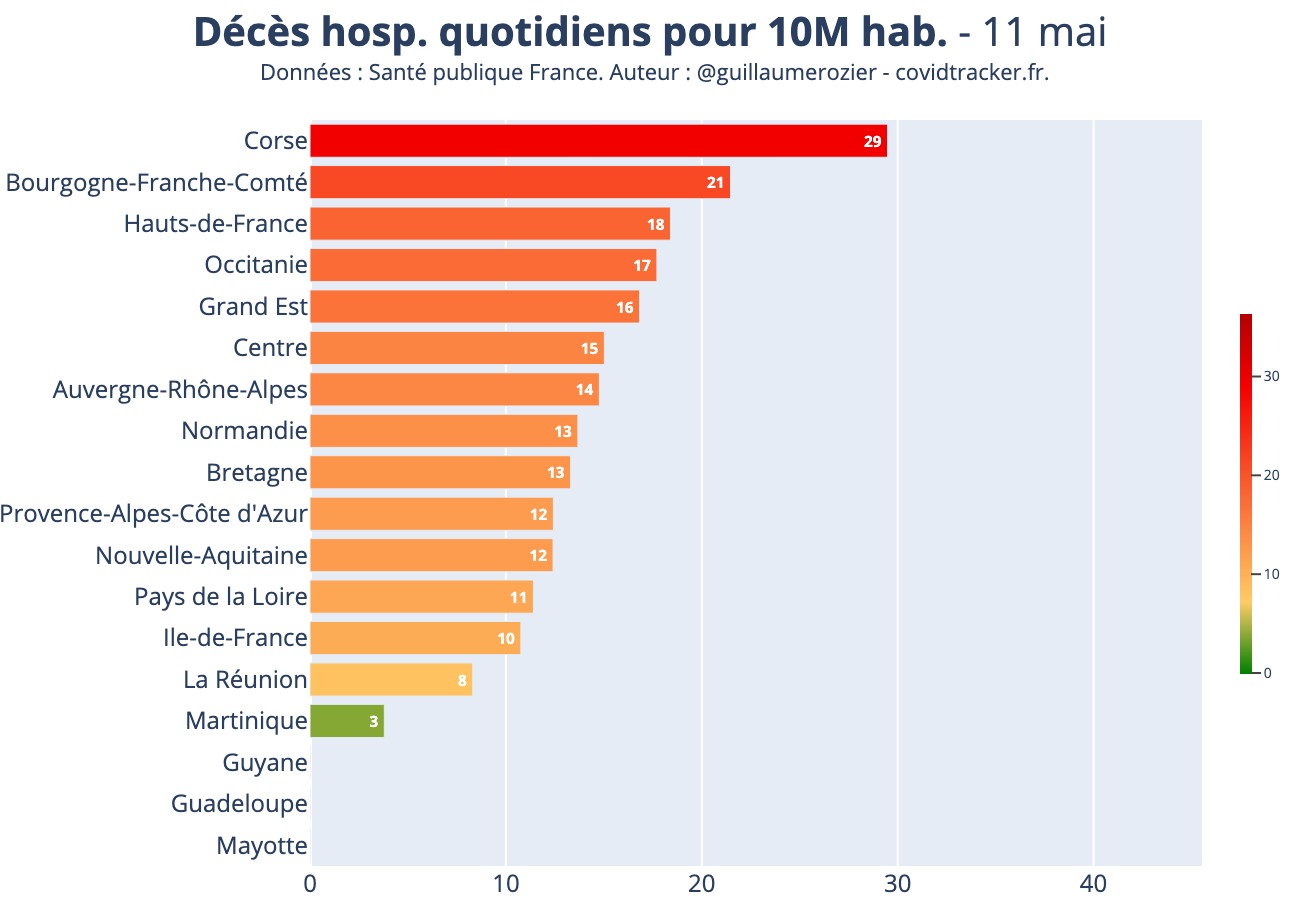 Décès hosp. quotidiens pour 10M hab. - 11 mai
Données : Santé publique France. Auteur : @guillaumerozier - covidtracker.fr.
Corse 29
Bourgogne-Franche-Comté 21
Hauts-de-France 18
Occitanie 17
Grand Est 16
Centre 15
Auvergne-Rhône-Alpes 14
Normandie 13
Bretagne 13
Provence-Alpes-Côte d'Azur 12
Nouvelle-Aquitaine 12
Pays de la Loire 11
Ile-de-France 10
La Réunion 8
Martinique 3
Guyane
Guadeloupe
Mayotte
0 10 20 30 40
30
20
10
0